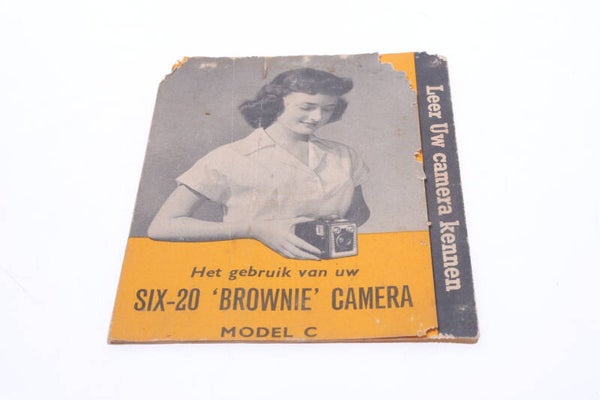 Het gebruik van uw
SIX-20 'BROWNIE' CAMERA
MODEL C
Leer Uw camera kennen